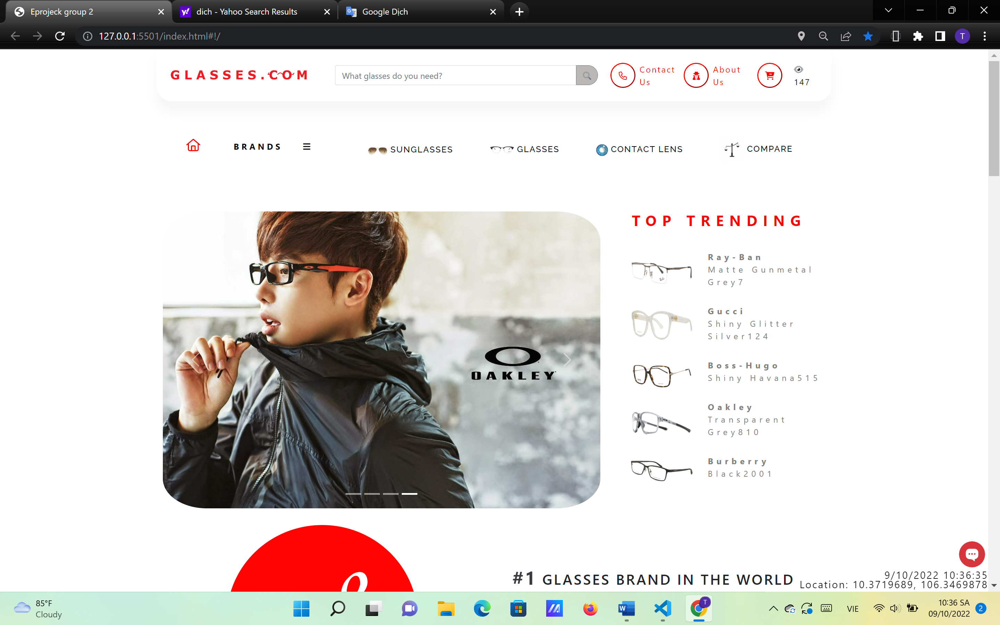 Eprojeck group 2
dich - Yahoo Search Results
Google Dịch
127.0.0.1:5501/index.html#!/
T
GLASSES.COM
What glasses do you need?
Contact
Us
About
Us
147
BRANDS
SUNGLASSES
GLASSES
CONTACT LENS
COMPARE
TOP TRENDING
Ray-Ban
Matte Gunmetal
Grey7
Gucci
Shiny Glitter
Silver124
Boss-Hugo
Shiny Havana515
Oakley
Transparent
Grey810
Burberry
Black2001
OAKLEY
#1 GLASSES BRAND IN THE WORLD
9/10/2022 10:36:35
Location: 10.3719689, 106.3469878
85°F
Cloudy
VIE
10:36 SA
09/10/2022
2